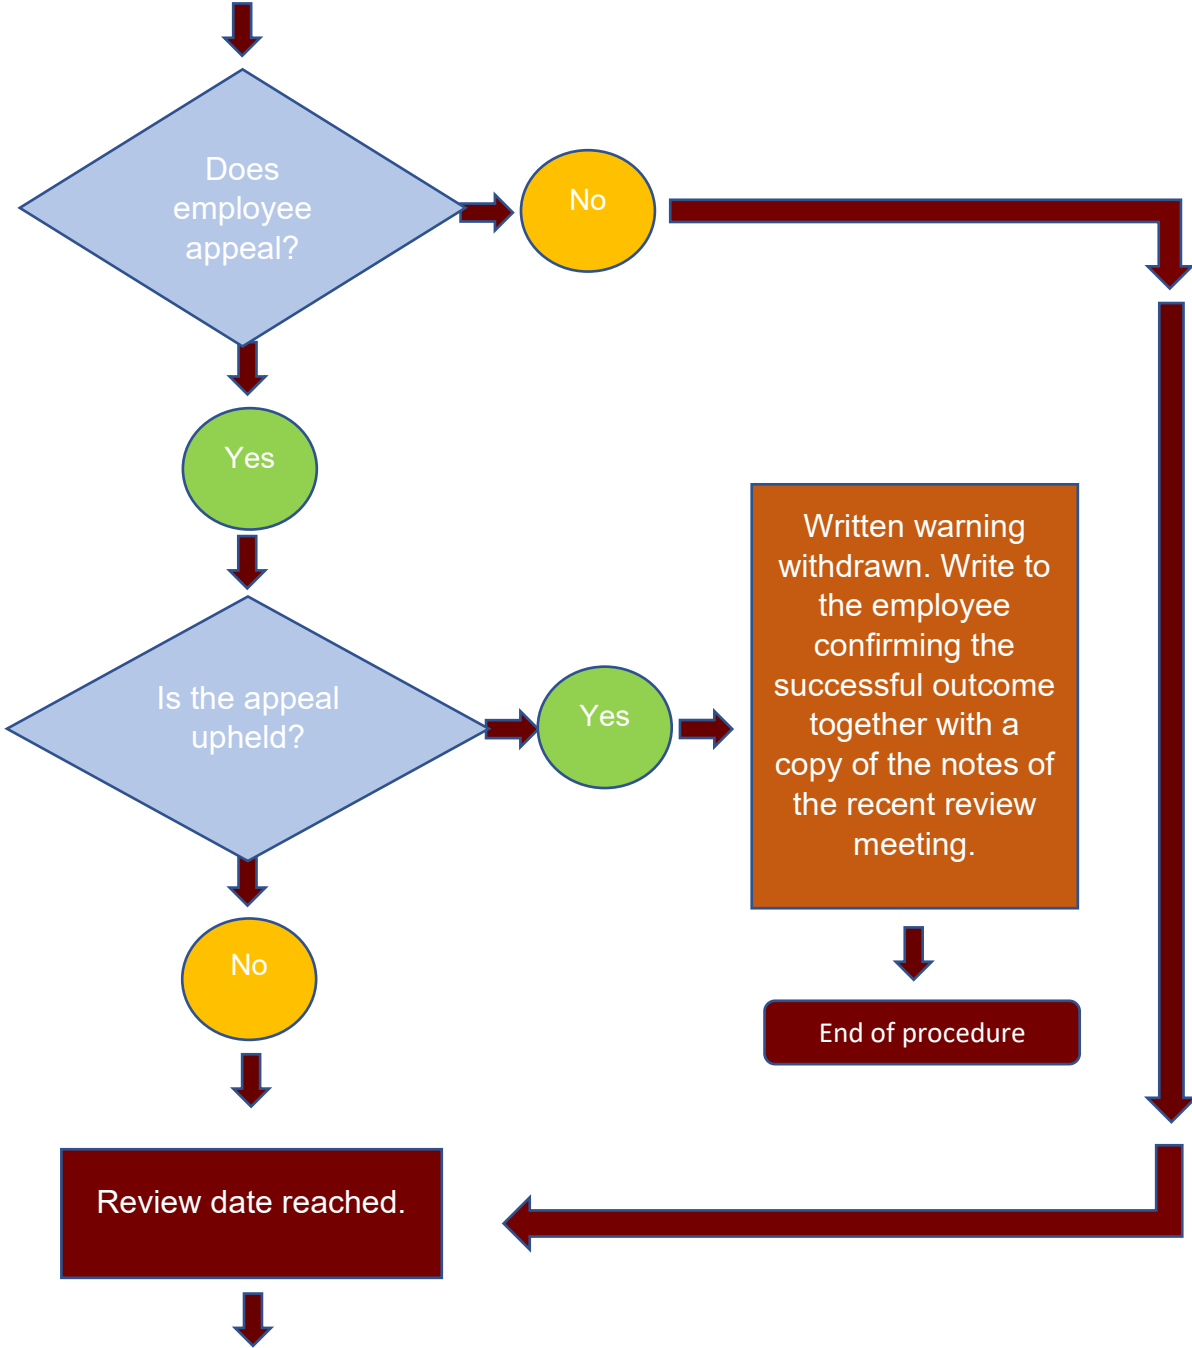 Does
employee
appeal?
No
Yes
Is the appeal
upheld?
Yes
Written warning
withdrawn. Write to
the employee
confirming the
successful outcome
together with a
copy of the notes of
the recent review
meeting.
No
End of procedure
Review date reached.